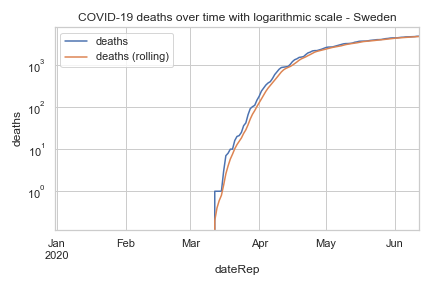 COVID-19 deaths over time with logarithmic scale - Sweden
deaths
deaths (rolling)
10³
10²
10¹
10⁰
deaths
Jan
2020
Feb
Mar
Apr
May
Jun
dateRep